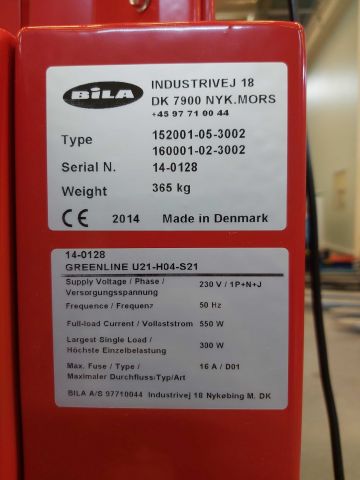 BILA
INDUSTRIVEJ 18
DK 7900 NYK.MORS
+45 97 71 00 44
Type 152001-05-3002
160001-02-3002
Serial N. 14-0128
Weight 365 kg
CE 2014 Made in Denmark
14-0128
GREENLINE U21-H04-S21
Supply Voltage / Phase / 230 V / 1P+N+J
Versorgungsspannung
Frequence / Frequenz 50 Hz
Full-load Current / Vollaststrom 550 W
Largest Single Load / 300 W
Höchste Einzelbelastung
Max. Fuse / Type / 16 A / D01
Maximaler Durchfluss/Typ/Art
BILA A/S 97710044 Industrivej 18 Nykøbing M. DK